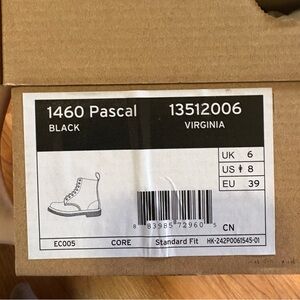 1460 Pascal 13512006
BLACK VIRGINIA
UK 6
US 8
EU 39
8 83985 72960 5
CN
EC005 CORE Standard Fit HK-242P0061545-01